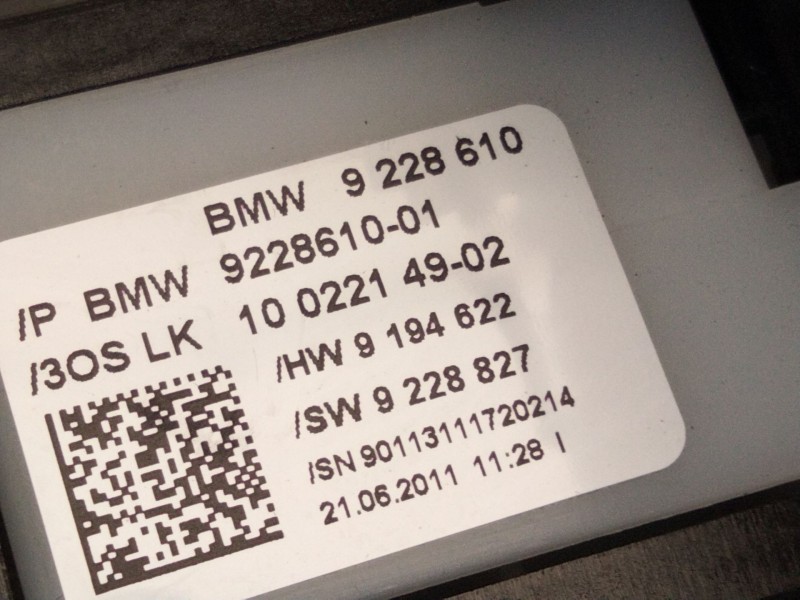 BMW 9 228 610
/P BMW 9228610-01
/3OS LK 10 0221 49-02
/HW 9 194 622
/SW 9 228 827
/SN 90113111720214
21.06.2011 11:28 I